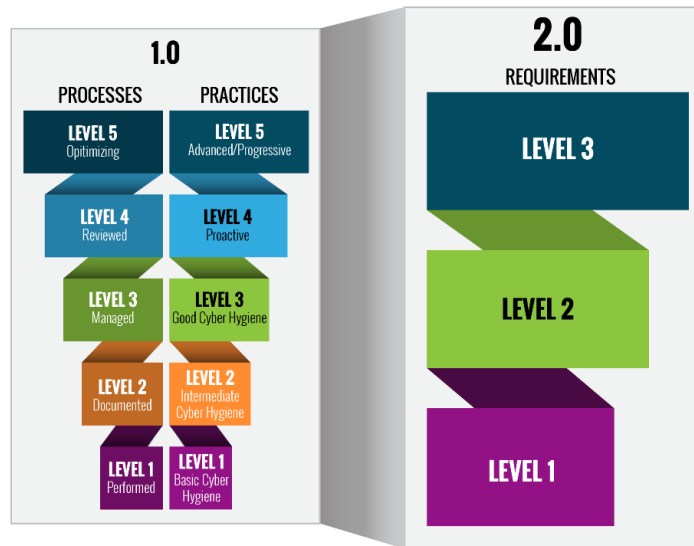 1.0
PROCESSES
PRACTICES
LEVEL 5
Opitimizing
LEVEL 5
Advanced/Progressive
LEVEL 4
Reviewed
LEVEL 4
Proactive
LEVEL 3
Managed
LEVEL 3
Good Cyber Hygiene
LEVEL 2
Documented
LEVEL 2
Intermediate
Cyber Hygiene
LEVEL 1
Performed
LEVEL 1
Basic Cyber
Hygiene
2.0
REQUIREMENTS
LEVEL 3
LEVEL 2
LEVEL 1